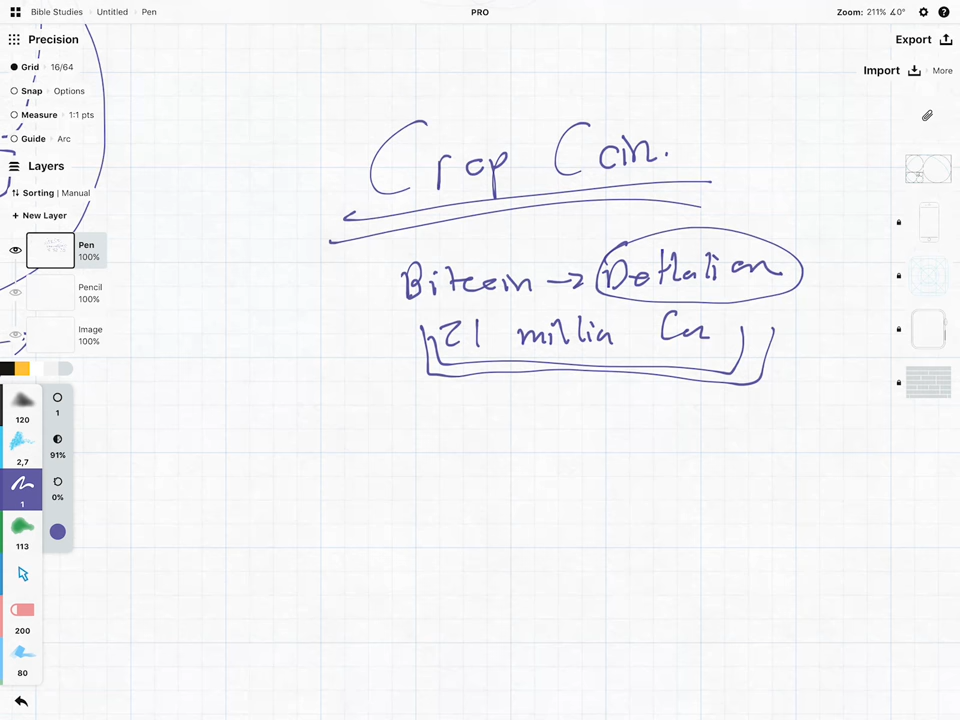 Bible Studies › Untitled › Pen
PRO
Zoom: 211% ∡0°
Precision
Grid › 16/64
Snap › Options
Measure › 1:1 pts
Guide › Arc
Layers
Sorting | Manual
+ New Layer
Pen
100%
Pencil
100%
Image
100%
120
2,7
1
113
200
80
1
91%
0%
Export
Import
More
Crop Coin.
Bitcoin → Deflation
21 million